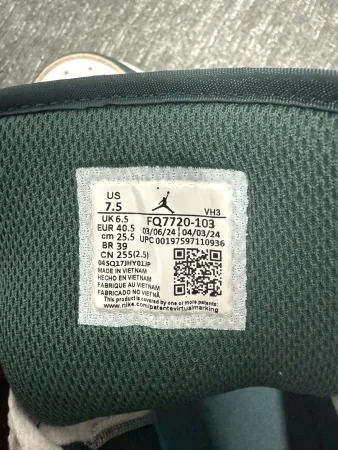 US
7.5
VH3
UK 6.5
FQ7720-103
EUR 40.5
03/06/24 04/03/24
cm 25.5
UPC 00197597110936
BR 39
CN 255(2.5)
04SQ17JHY01JP
MADE IN VIETNAM
HECHO EN VIETNAM
FABRIQUE AU VIETNAM
FABRICADO NO VIETNÃ
This product is covered by one or more
www.nike.com/patentevirtualmarking